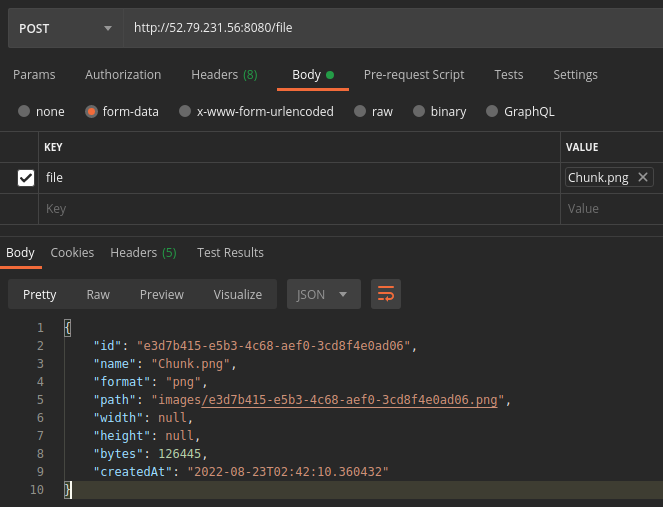 POST http://52.79.231.56:8080/file
Params Authorization Headers (8) Body Pre-request Script Tests Settings
none form-data x-www-form-urlencoded raw binary GraphQL
KEY VALUE
file Chunk.png
Key Value
Body Cookies Headers (5) Test Results
Pretty Raw Preview Visualize JSON
1 {
2 "id": "e3d7b415-e5b3-4c68-aef0-3cd8f4e0ad06",
3 "name": "Chunk.png",
4 "format": "png",
5 "path": "images/e3d7b415-e5b3-4c68-aef0-3cd8f4e0ad06.png",
6 "width": null,
7 "height": null,
8 "bytes": 126445,
9 "createdAt": "2022-08-23T02:42:10.360432"
10 }